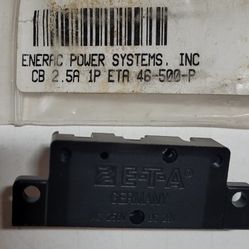 ENERAC POWER SYSTEMS, INC
CB 2.5A 1P ETA 46-500-P
E-T-A®
GERMANY